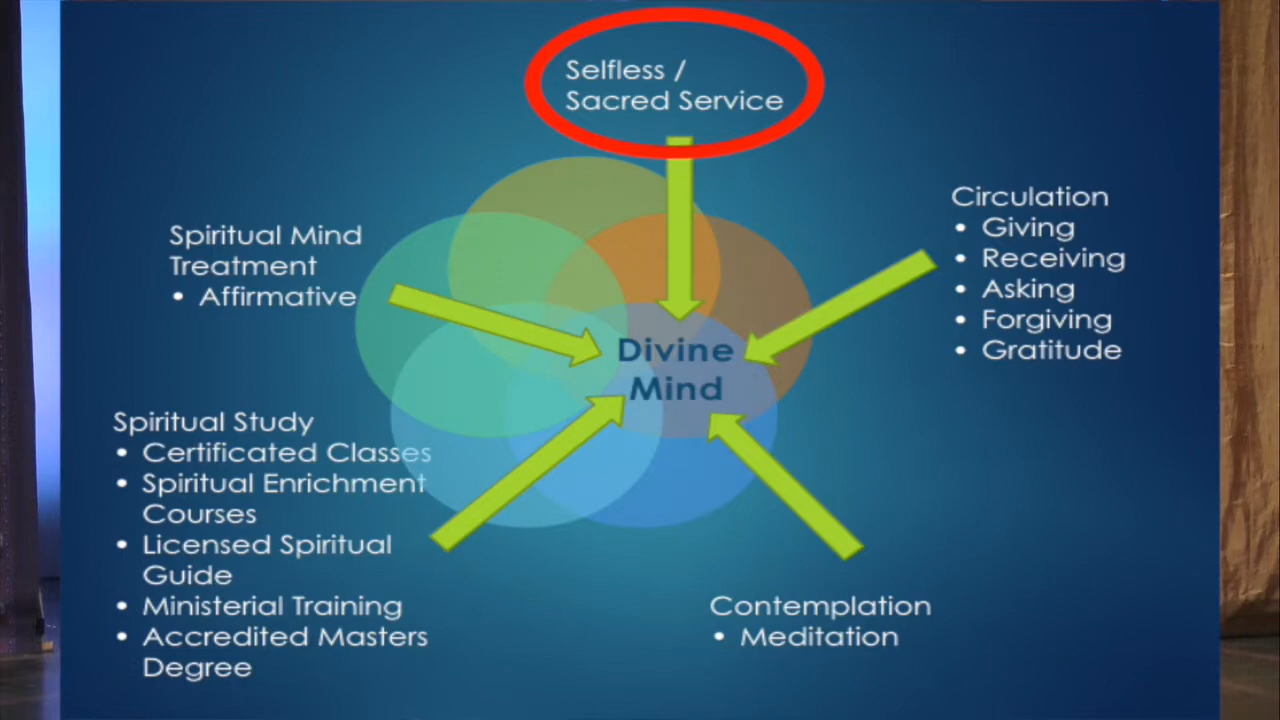 Selfless /
Sacred Service
Circulation
• Giving
• Receiving
• Asking
• Forgiving
• Gratitude
Spiritual Mind
Treatment
• Affirmative
Divine
Mind
Spiritual Study
• Certificated Classes
• Spiritual Enrichment
Courses
• Licensed Spiritual
Guide
• Ministerial Training
• Accredited Masters
Degree
Contemplation
• Meditation